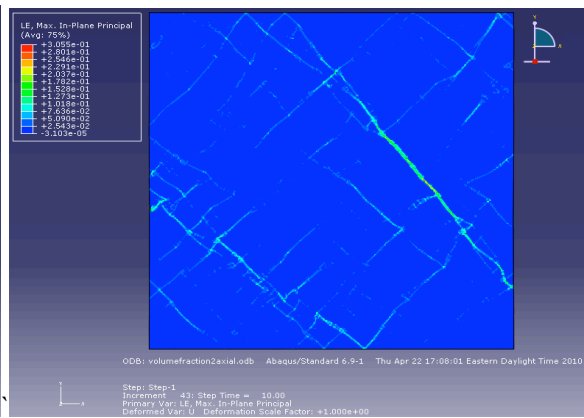 LE, Max. In-Plane Principal
(Avg: 75%)
+3.055e-01
+2.801e-01
+2.546e-01
+2.291e-01
+2.037e-01
+1.782e-01
+1.528e-01
+1.273e-01
+1.018e-01
+7.636e-02
+5.090e-02
+2.543e-02
-3.103e-05
Y
X
Z
ODB: volumefraction2axial.odb Abaqus/Standard 6.9-1 Thu Apr 22 17:08:01 Eastern Daylight Time 2010
Y
X
Step: Step-1
Increment 43: Step Time = 10.00
Primary Var: LE, Max. In-Plane Principal
Deformed Var: U Deformation Scale Factor: +1.000e+00